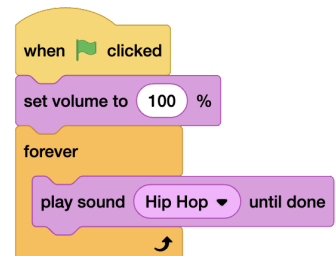 when clicked
set volume to 100 %
forever
play sound Hip Hop until done